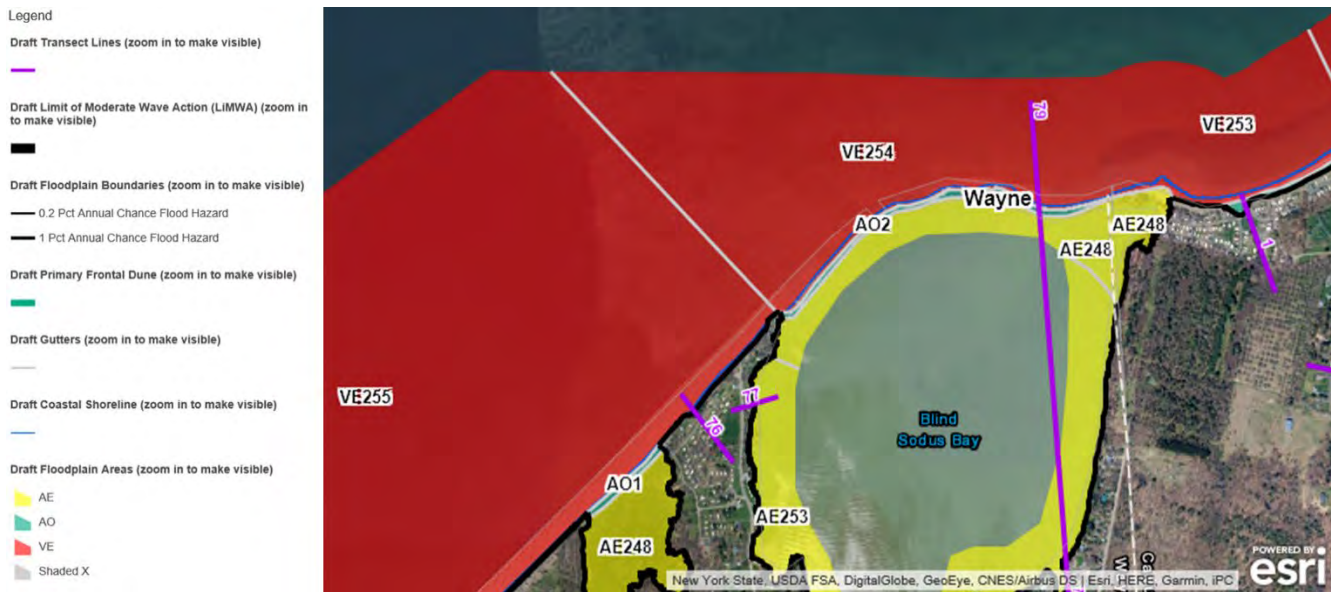 Legend
Draft Transect Lines (zoom in to make visible)
Draft Limit of Moderate Wave Action (LiMWA) (zoom in
to make visible)
Draft Floodplain Boundaries (zoom in to make visible)
0.2 Pct Annual Chance Flood Hazard
1 Pct Annual Chance Flood Hazard
Draft Primary Frontal Dune (zoom in to make visible)
Draft Gutters (zoom in to make visible)
Draft Coastal Shoreline (zoom in to make visible)
Draft Floodplain Areas (zoom in to make visible)
AE
AO
VE
Shaded X
79
VE253
VE254
Wayne
AO2
AE248
AE248
1
VE255
77
76
Blind
Sodus Bay
AO1
AE253
AE248
New York State, USDA FSA, DigitalGlobe, GeoEye, CNES/Airbus DS | Esri, HERE, Garmin, iPC
POWERED BY
esri